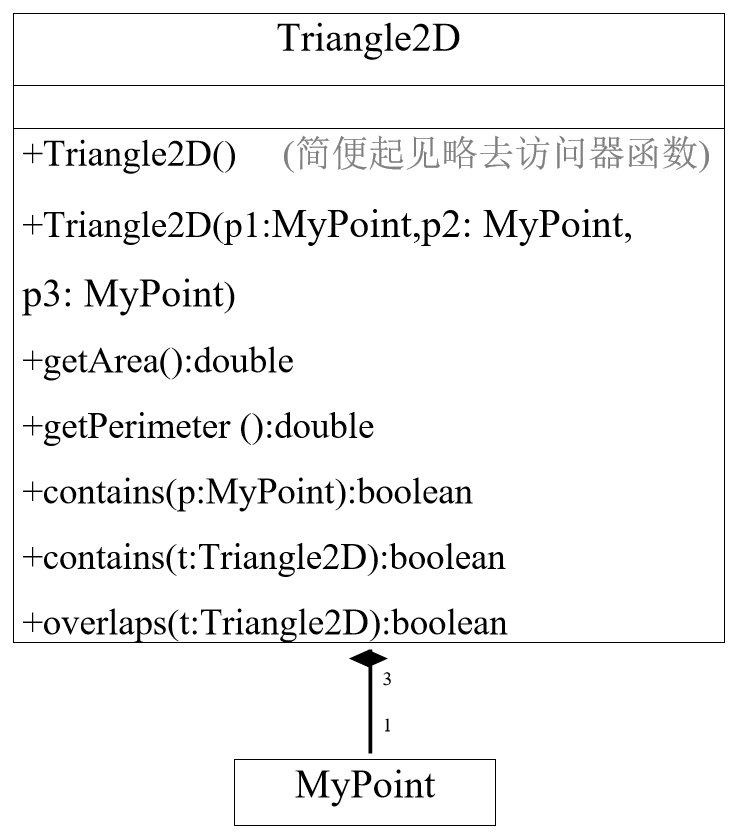 Triangle2D
+Triangle2D() (简便起见略去访问器函数)
+Triangle2D(p1:MyPoint,p2: MyPoint,
p3: MyPoint)
+getArea():double
+getPerimeter ():double
+contains(p:MyPoint):boolean
+contains(t:Triangle2D):boolean
+overlaps(t:Triangle2D):boolean
3
1
MyPoint